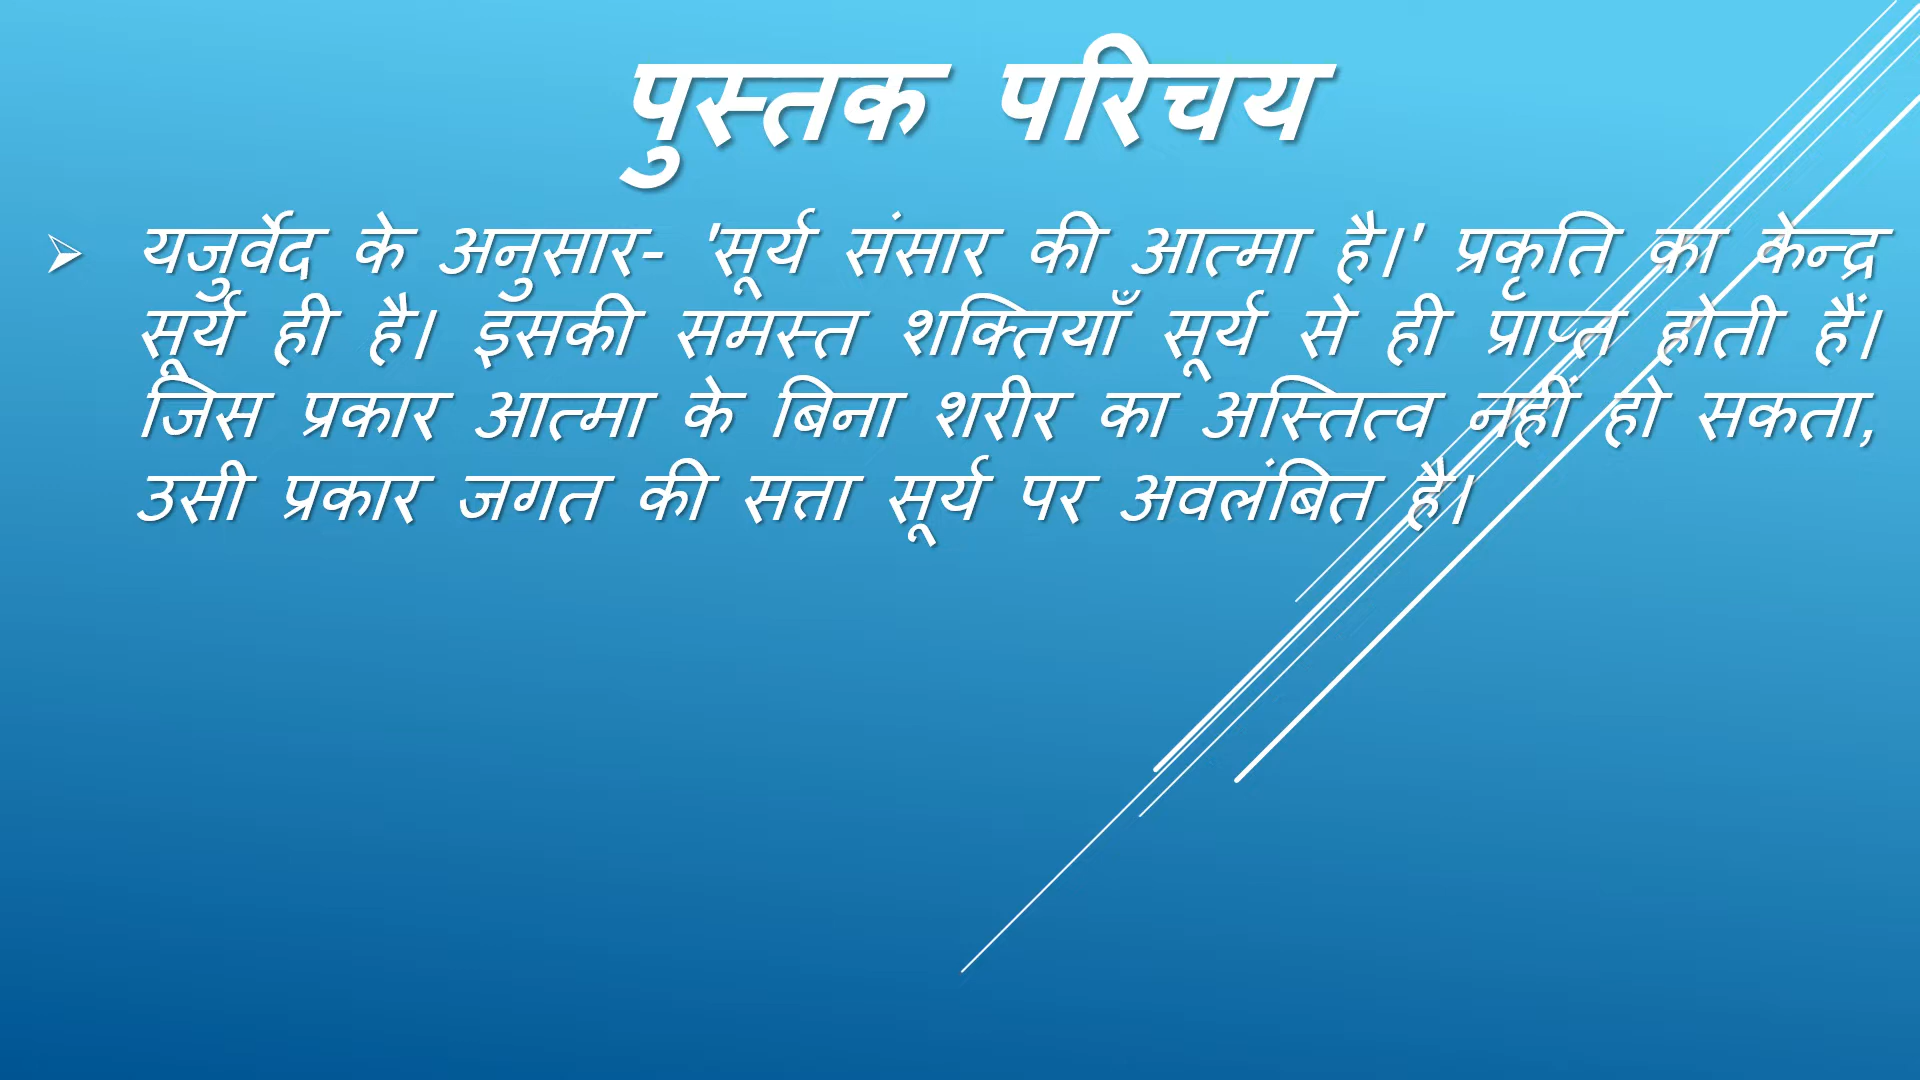 पुस्तक परिचय
यजुर्वेद के अनुसार- 'सूर्य संसार की आत्मा है।' प्रकृति का केन्द्र
सूर्य ही है। इसकी समस्त शक्तियाँ सूर्य से ही प्राप्त होती हैं।
जिस प्रकार आत्मा के बिना शरीर का अस्तित्व नहीं हो सकता,
उसी प्रकार जगत की सत्ता सूर्य पर अवलंबित है।